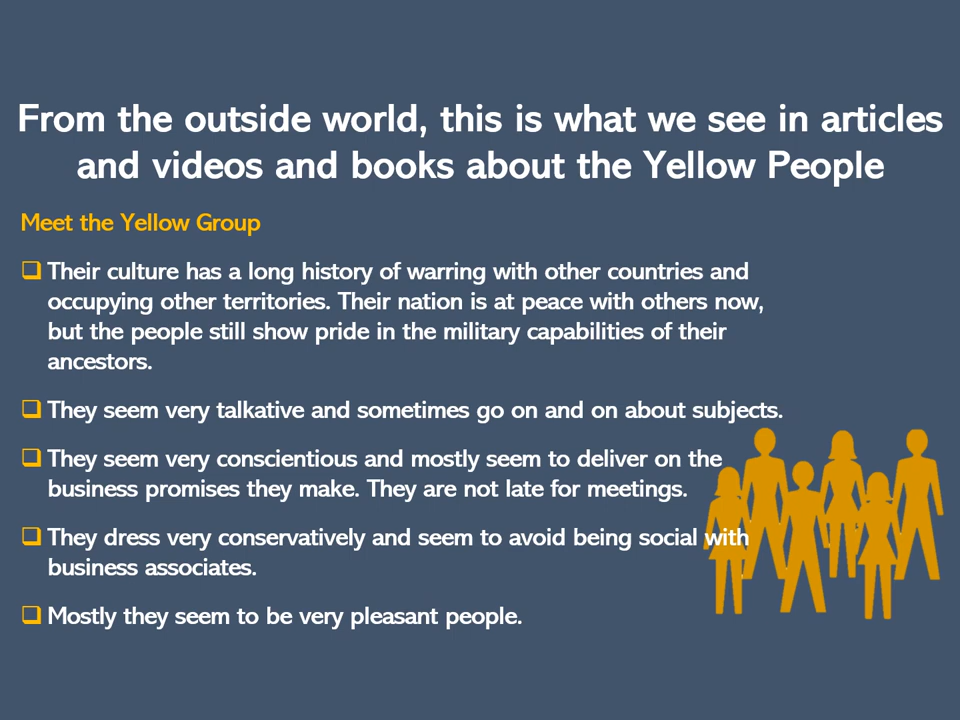 From the outside world, this is what we see in articles
and videos and books about the Yellow People
Meet the Yellow Group
❑ Their culture has a long history of warring with other countries and
occupying other territories. Their nation is at peace with others now,
but the people still show pride in the military capabilities of their
ancestors.
❑ They seem very talkative and sometimes go on and on about subjects.
❑ They seem very conscientious and mostly seem to deliver on the
business promises they make. They are not late for meetings.
❑ They dress very conservatively and seem to avoid being social with
business associates.
❑ Mostly they seem to be very pleasant people.